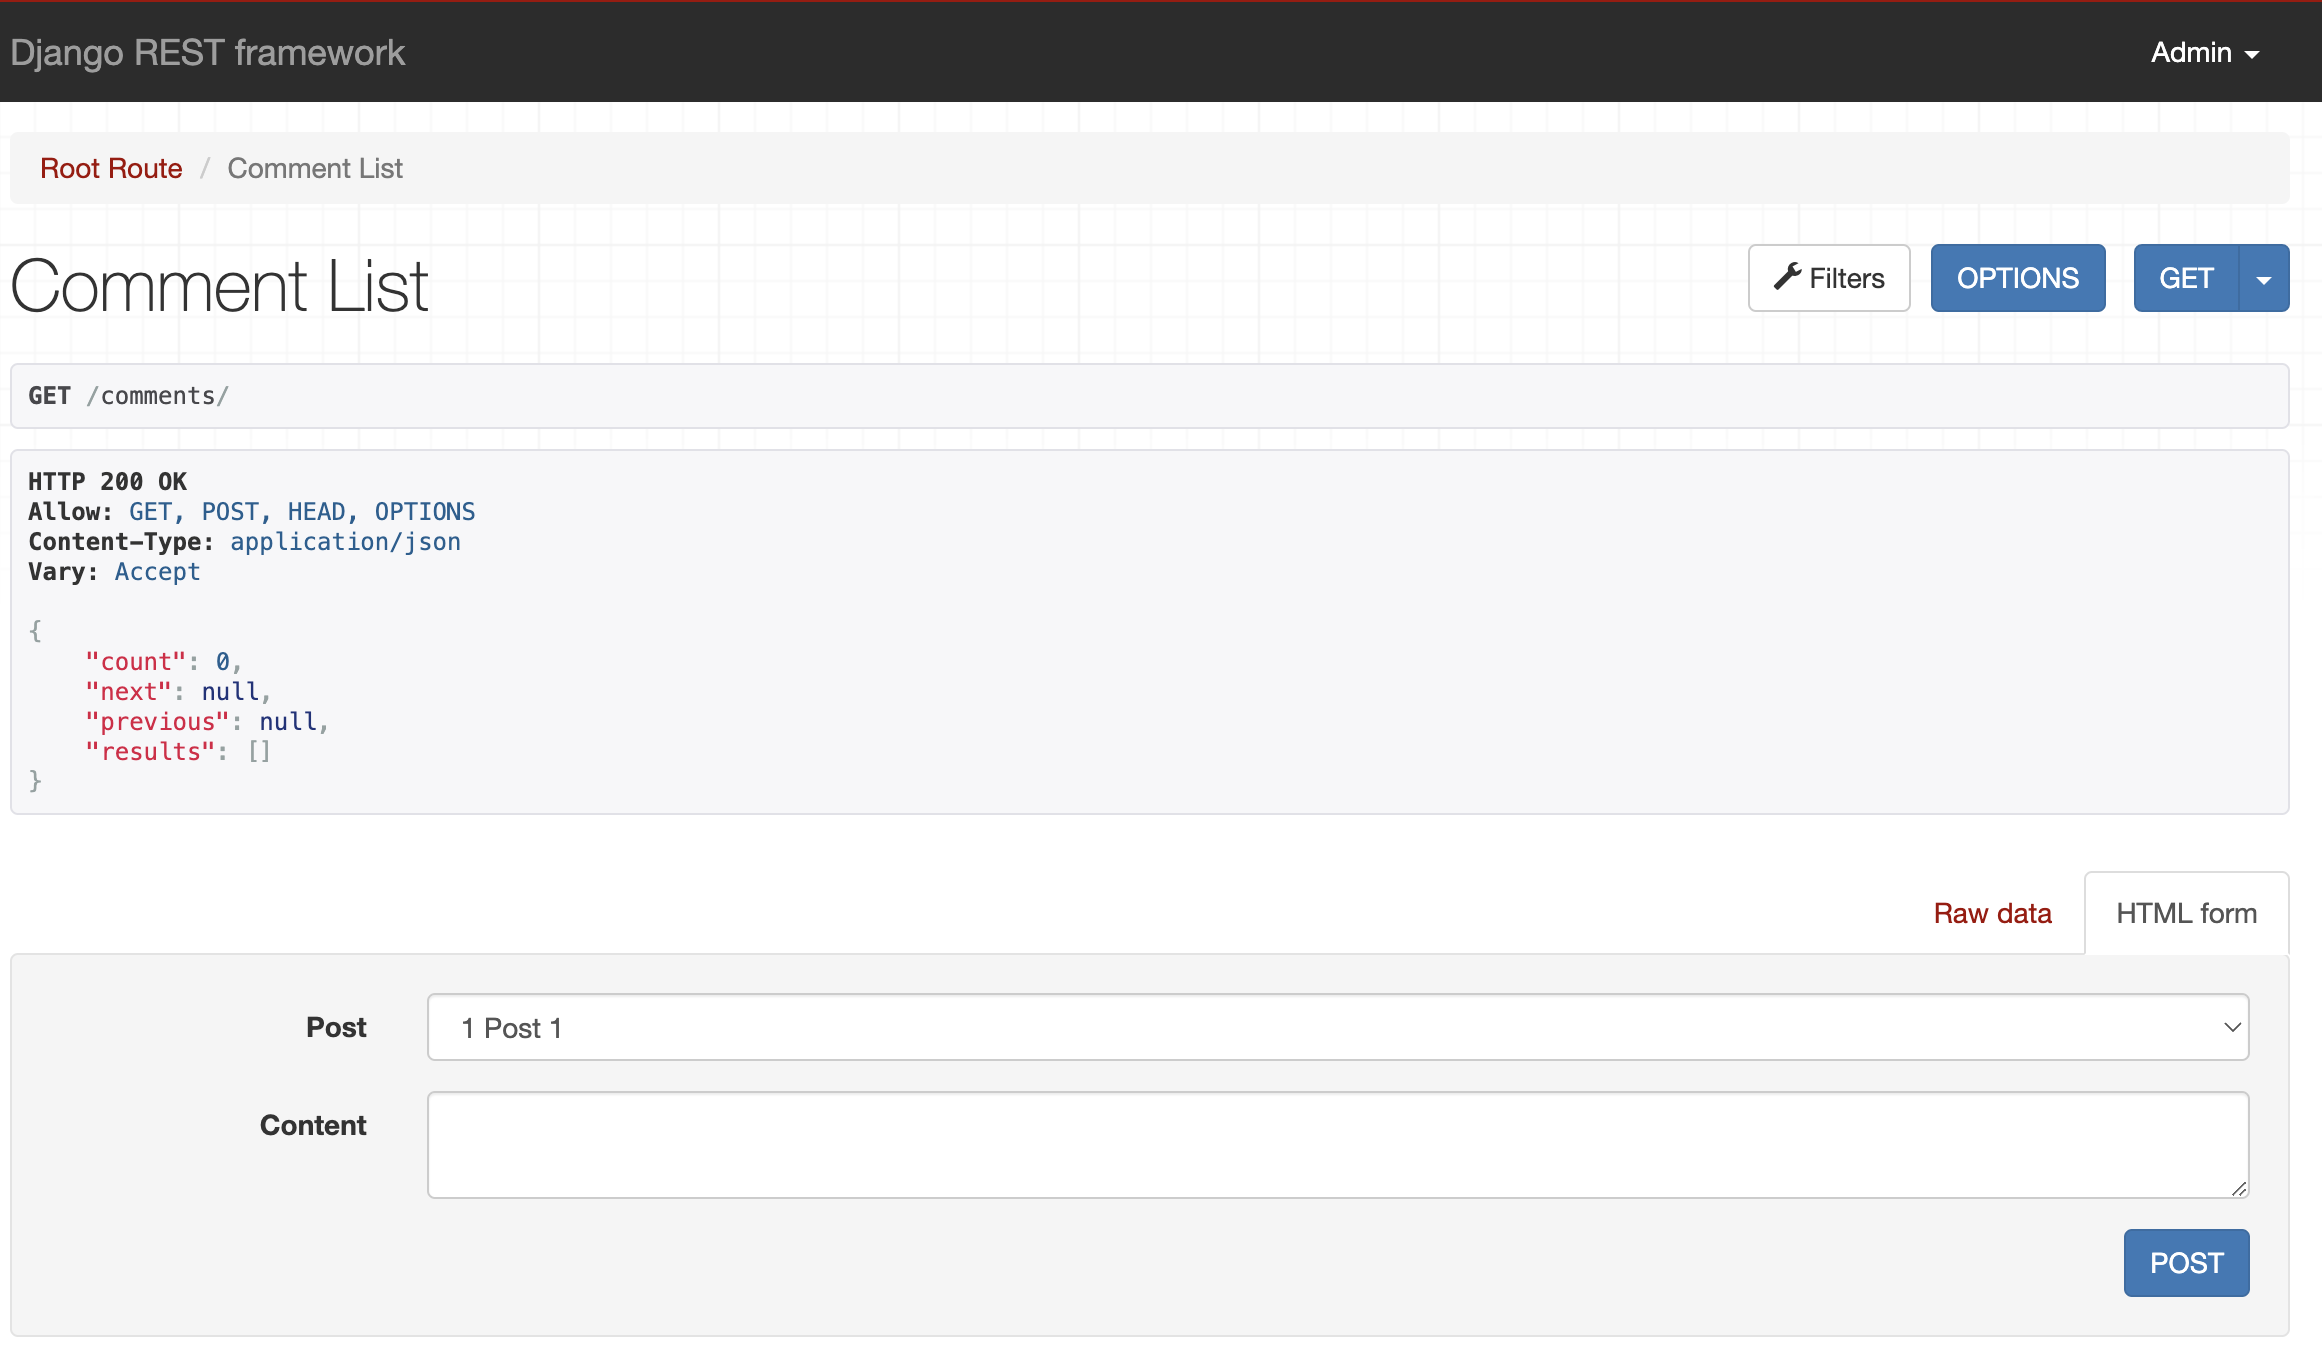 Django REST framework
Admin
Root Route / Comment List
Comment List
Filters
OPTIONS
GET
GET /comments/
HTTP 200 OK
Allow: GET, POST, HEAD, OPTIONS
Content-Type: application/json
Vary: Accept
{
    "count": 0,
    "next": null,
    "previous": null,
    "results": []
}
Raw data
HTML form
Post
1 Post 1
Content
POST